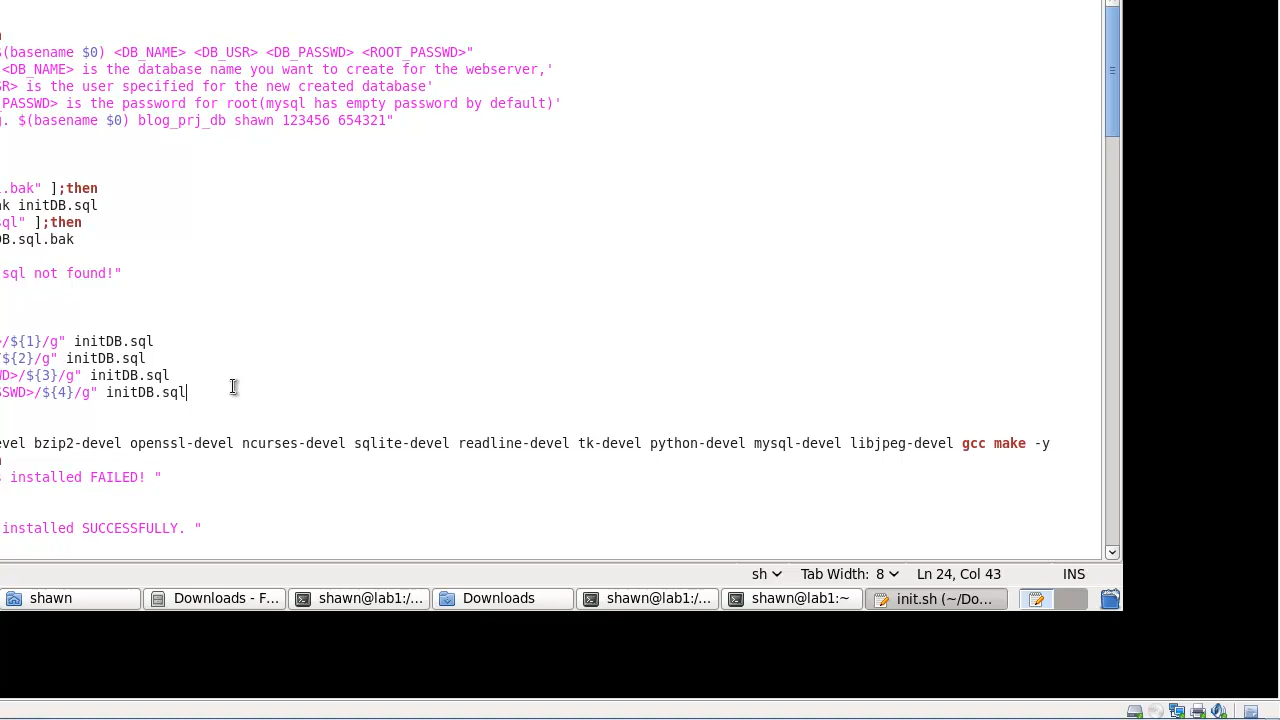 $(basename $0) <DB_NAME> <DB_USR> <DB_PASSWD> <ROOT_PASSWD>"
<DB_NAME> is the database name you want to create for the webserver,'
SR> is the user specified for the new created database'
PASSWD> is the password for root(mysql has empty password by default)'
. $(basename $0) blog_prj_db shawn 123456 654321"
.bak" ];then
ak initDB.sql
sql" ];then
DB.sql.bak
sql not found!"
>/${1}/g" initDB.sql
/${2}/g" initDB.sql
WD>/${3}/g" initDB.sql
SSWD>/${4}/g" initDB.sql
evel bzip2-devel openssl-devel ncurses-devel sqlite-devel readline-devel tk-devel python-devel mysql-devel libjpeg-devel gcc make -y
s installed FAILED! "
installed SUCCESSFULLY. "
sh Tab Width: 8 Ln 24, Col 43 INS
shawn Downloads - F... shawn@lab1:/... Downloads shawn@lab1:/... shawn@lab1:~ init.sh (~/Do...